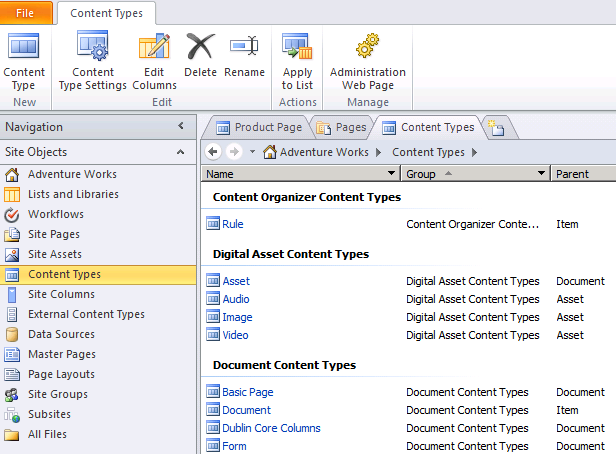 File Content Types
Content Type Content Type Settings Edit Columns Delete Rename Apply to List Administration Web Page
New Edit Actions Manage
Navigation
Site Objects
Adventure Works
Lists and Libraries
Workflows
Site Pages
Site Assets
Content Types
Site Columns
External Content Types
Data Sources
Master Pages
Page Layouts
Site Groups
Subsites
All Files
Product Page Pages Content Types
Adventure Works Content Types
Name Group Parent
Content Organizer Content Types
Rule Content Organizer Conte... Item
Digital Asset Content Types
Asset Digital Asset Content Types Document
Audio Digital Asset Content Types Asset
Image Digital Asset Content Types Asset
Video Digital Asset Content Types Asset
Document Content Types
Basic Page Document Content Types Document
Document Document Content Types Item
Dublin Core Columns Document Content Types Document
Form Document Content Types Document